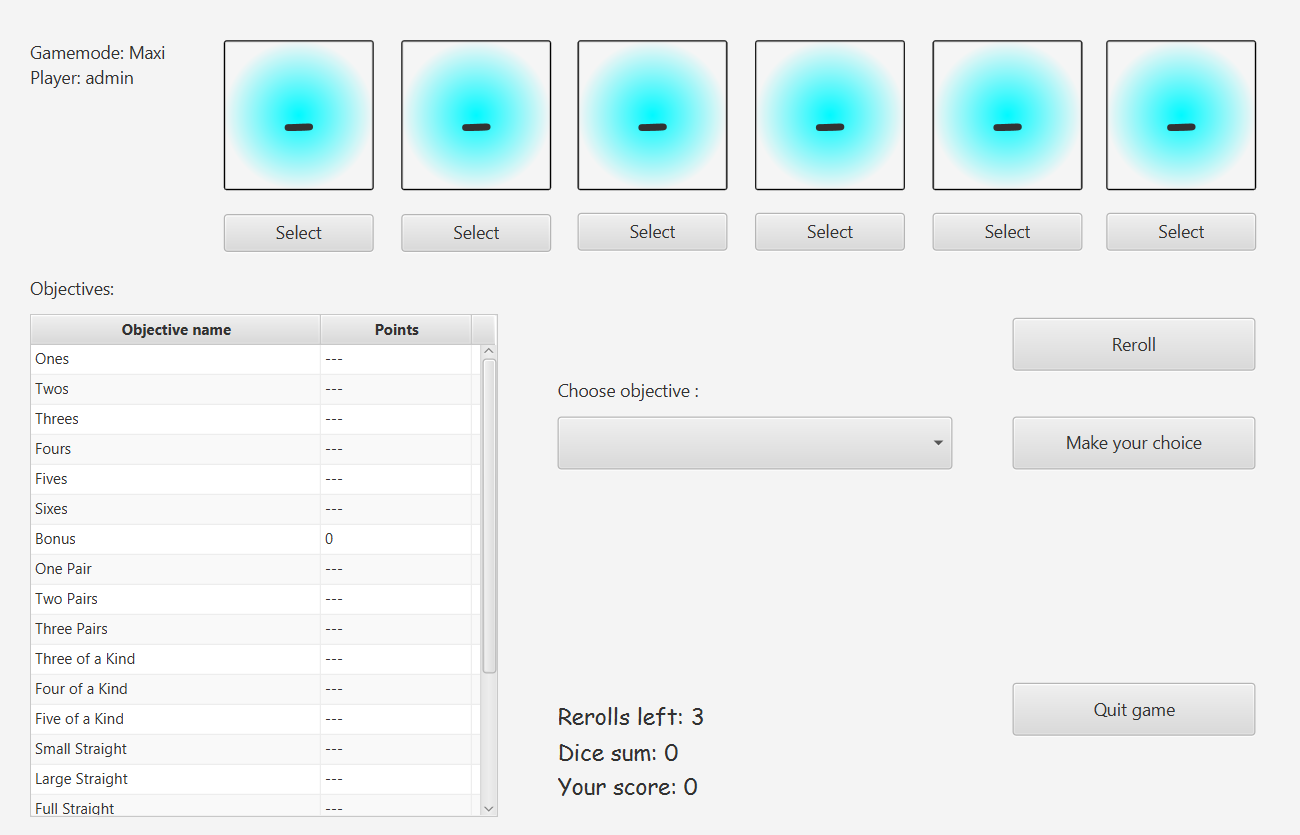 Gamemode: Maxi
Player: admin
- - - - - -
Select Select Select Select Select Select
Objectives:
Objective name Points
Ones ---
Twos ---
Threes ---
Fours ---
Fives ---
Sixes ---
Bonus 0
One Pair ---
Two Pairs ---
Three Pairs ---
Three of a Kind ---
Four of a Kind ---
Five of a Kind ---
Small Straight ---
Large Straight ---
Full Straight ---
Reroll
Choose objective :
Make your choice
Rerolls left: 3
Dice sum: 0
Your score: 0
Quit game